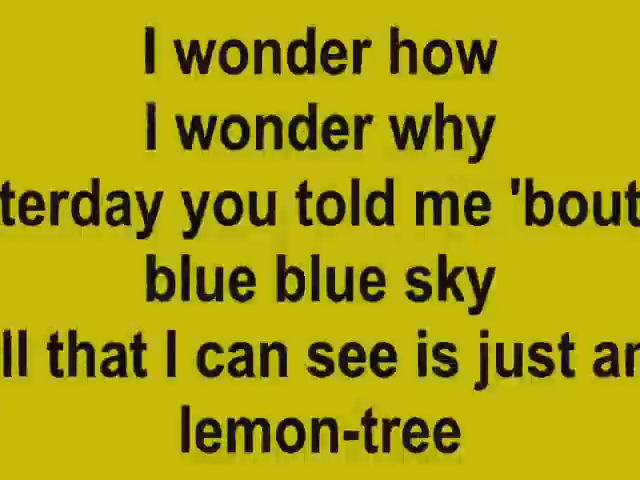 I wonder how
I wonder why
terday you told me 'bout
blue blue sky
ll that I can see is just
lemon-tree